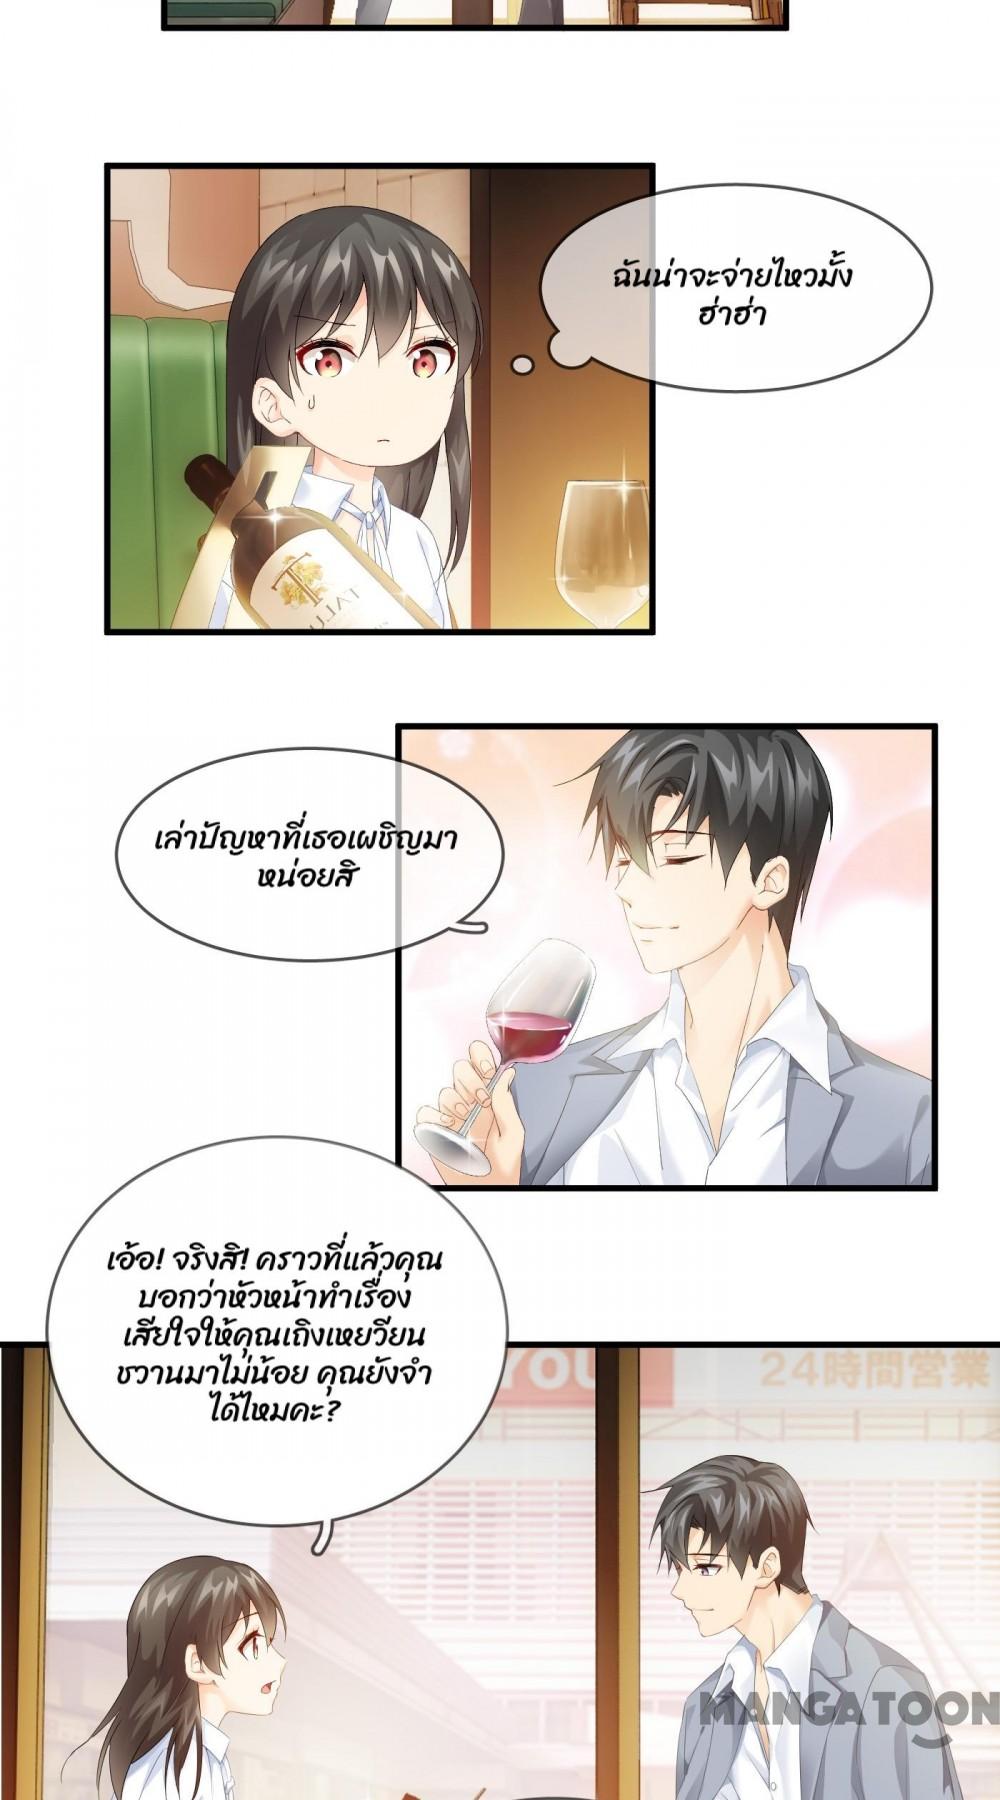 ฉันน่าจะจ่ายไหวมั้ง
ฮ่าฮ่า
T
TALU
เล่าปัญหาที่เธอเผชิญมา
หน่อยสิ
เอ้อ! จริงสิ! คราวที่แล้วคุณ
บอกว่าหัวหน้าทำเรื่อง
เสียใจให้คุณเถิงเหยวียน
ชวานมาไม่น้อย คุณยังจำ
ได้ไหมคะ?
YOU
24時間営業
MANGATOON